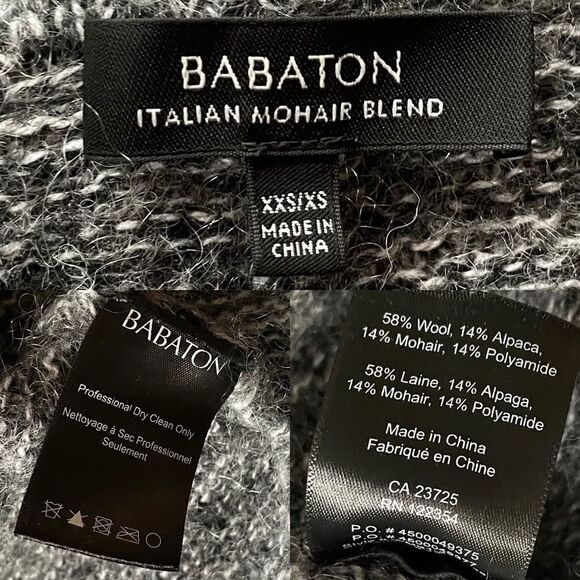 BABATON
ITALIAN MOHAIR BLEND
XXS/XS
MADE IN
CHINA
BABATON
Professional Dry Clean Only
Nettoyage à Sec Professionnel
Seulement
58% Wool, 14% Alpaca,
14% Mohair, 14% Polyamide
58% Laine, 14% Alpaga,
14% Mohair, 14% Polyamide
Made in China
Fabriqué en Chine
CA 23725
RN 122354
P.O. # 4500049375